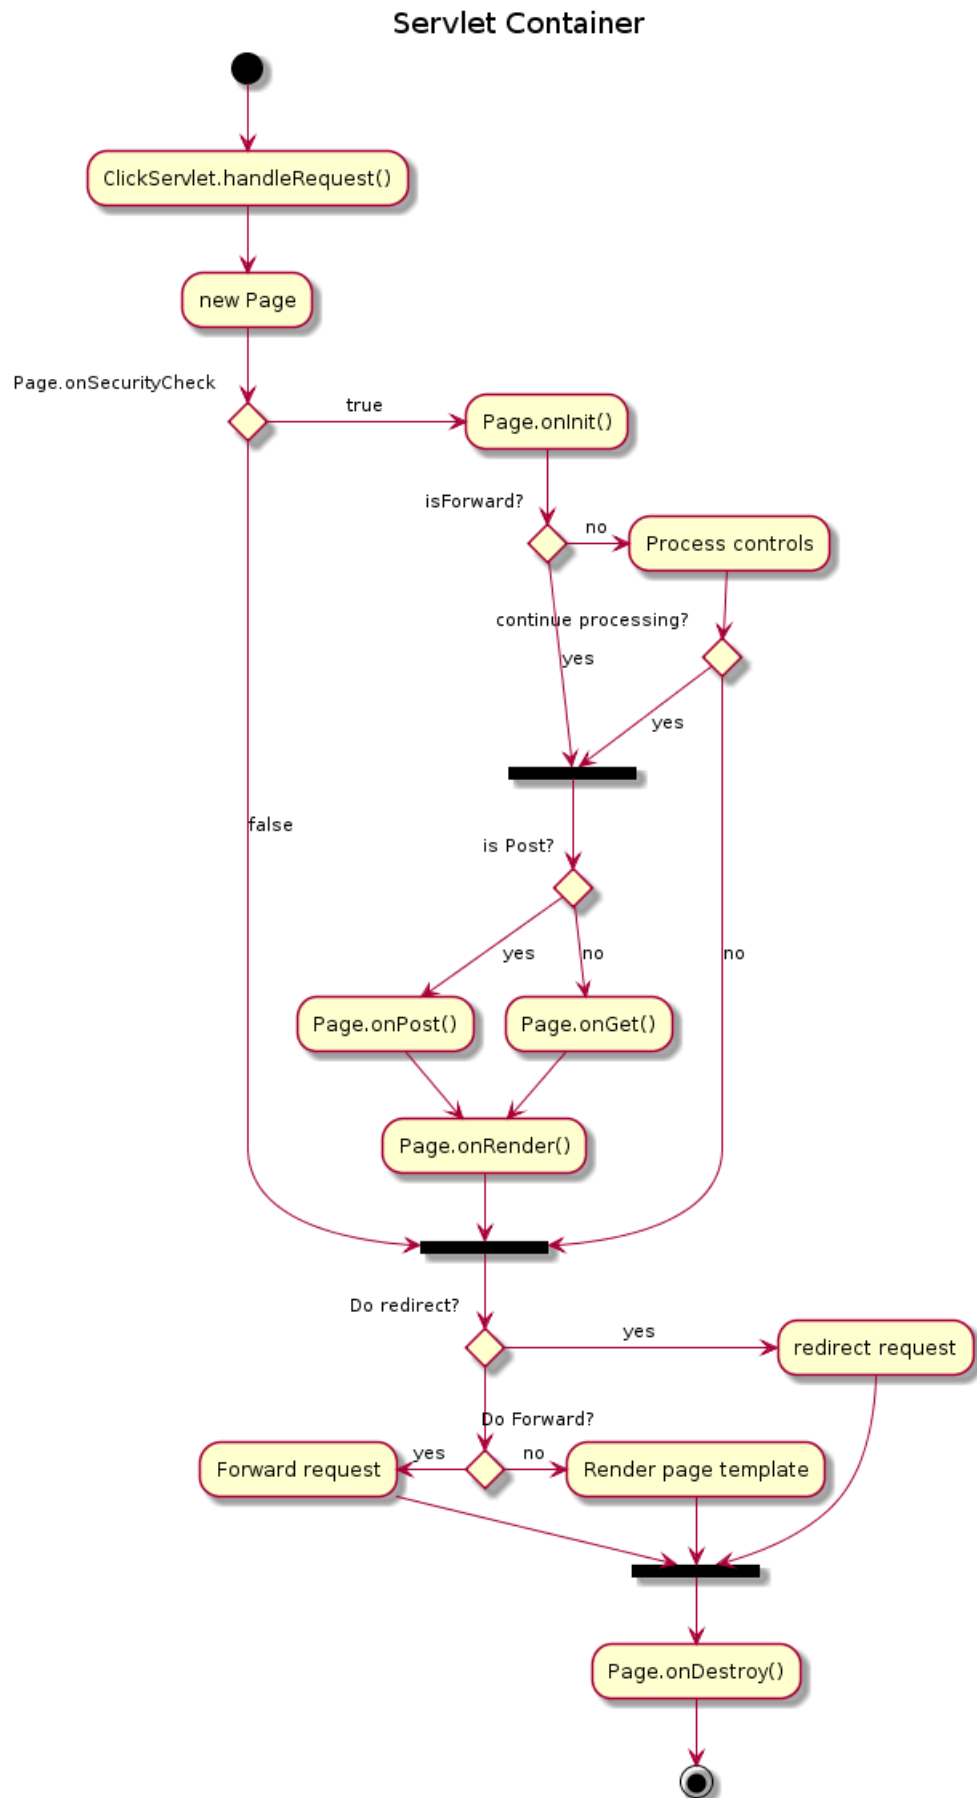 Servlet Container
ClickServlet.handleRequest()
new Page
Page.onSecurityCheck
true
Page.onInit()
isForward?
no
Process controls
continue processing?
yes
yes
false
is Post?
yes
no
no
Page.onPost()
Page.onGet()
Page.onRender()
Do redirect?
yes
redirect request
Do Forward?
Forward request
yes
no
Render page template
Page.onDestroy()